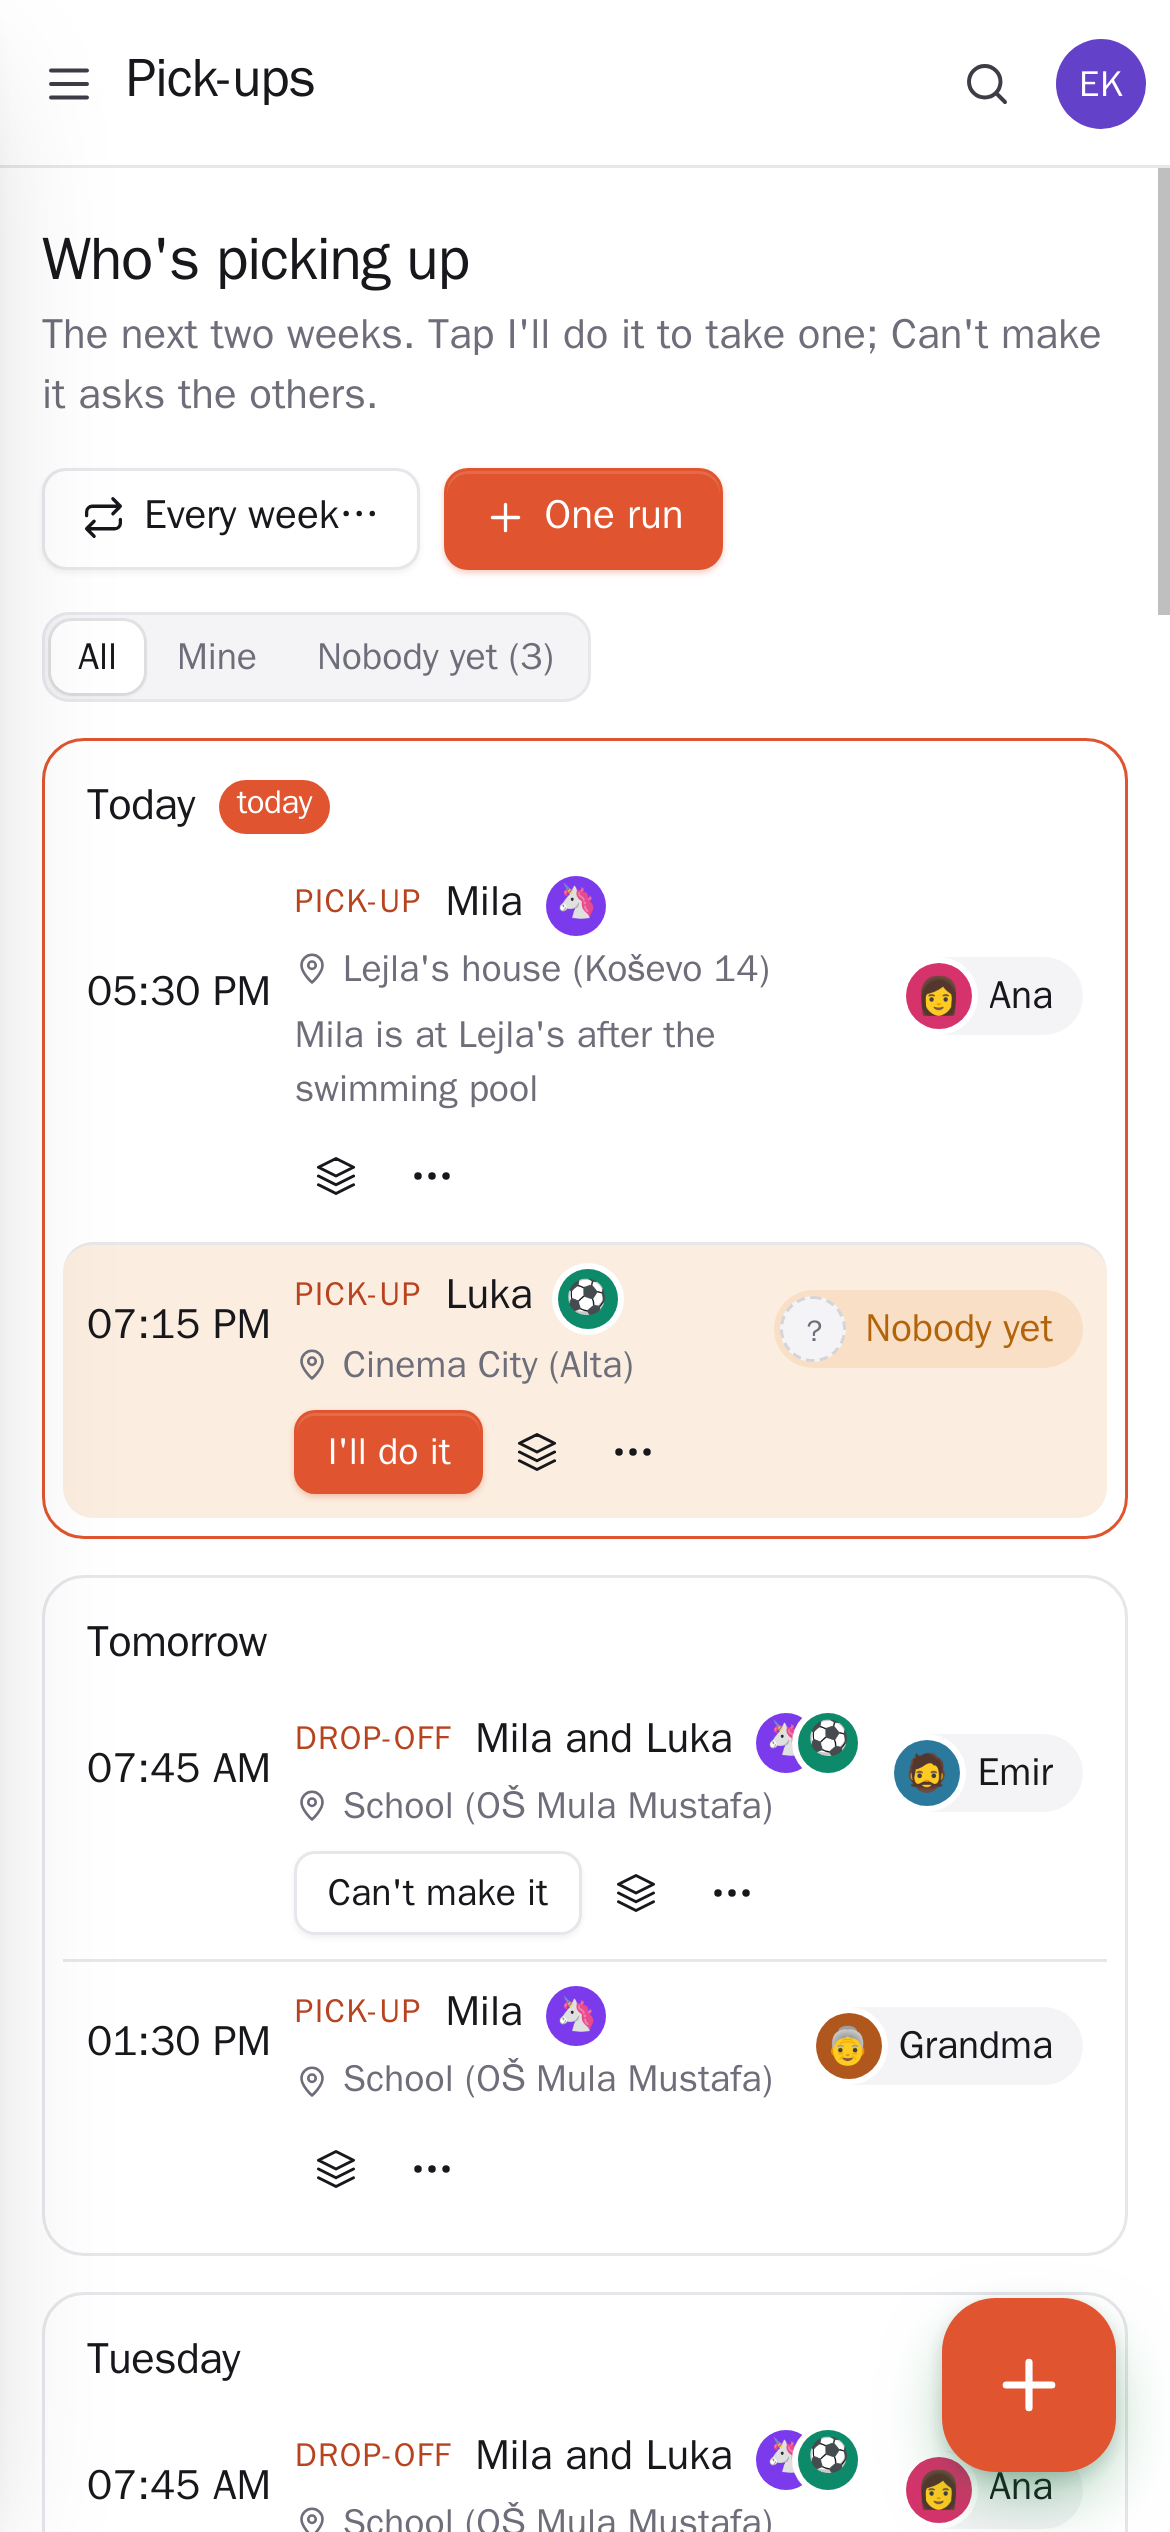 Pick-ups
EK
Who's picking up
The next two weeks. Tap I'll do it to take one; Can't make
it asks the others.
Every week···
One run
All
Mine
Nobody yet (3)
Today
today
05:30 PM
PICK-UP Mila
Lejla's house (Koševo 14)
Mila is at Lejla's after the
swimming pool
Ana
07:15 PM
PICK-UP Luka
Cinema City (Alta)
? Nobody yet
I'll do it
Tomorrow
07:45 AM
DROP-OFF Mila and Luka
School (OŠ Mula Mustafa)
Emir
Can't make it
01:30 PM
PICK-UP Mila
School (OŠ Mula Mustafa)
Grandma
Tuesday
07:45 AM
DROP-OFF Mila and Luka
School (OŠ Mula Mustafa)
Ana